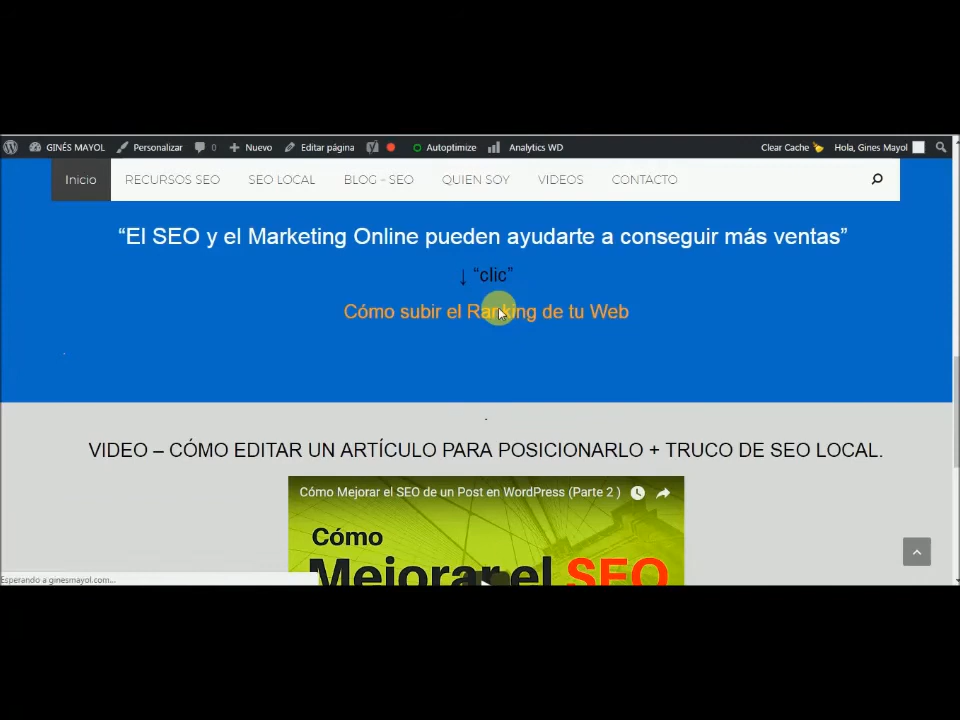 GINÉS MAYOL Personalizar 0 Nuevo Editar página Autoptimize Analytics WD Clear Cache Hola, Gines Mayol
Inicio RECURSOS SEO SEO LOCAL BLOG – SEO QUIEN SOY VIDEOS CONTACTO
“El SEO y el Marketing Online pueden ayudarte a conseguir más ventas”
↓ “clic”
Cómo subir el Ranking de tu Web
.
.
VIDEO – CÓMO EDITAR UN ARTÍCULO PARA POSICIONARLO + TRUCO DE SEO LOCAL.
Cómo Mejorar el SEO de un Post en WordPress (Parte 2 )
Cómo
Mejorar el SEO
Esperando a ginesmayol.com...